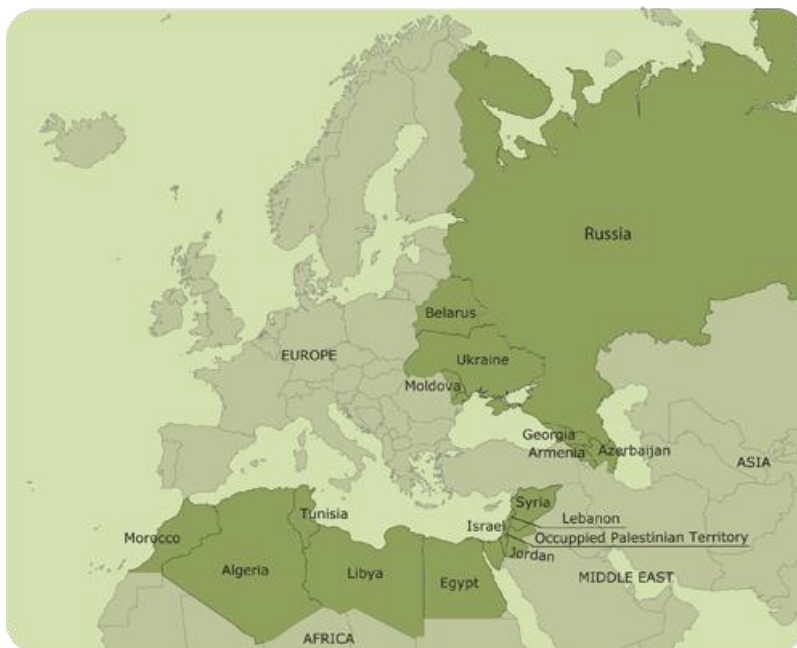 Russia
Belarus
EUROPE
Ukraine
Moldova
Georgia
Armenia
Azerbaijan
ASIA
Syria
Tunisia
Lebanon
Israel
Occuppied Palestinian Territory
Morocco
Jordan
Algeria
Libya
Egypt
MIDDLE EAST
AFRICA